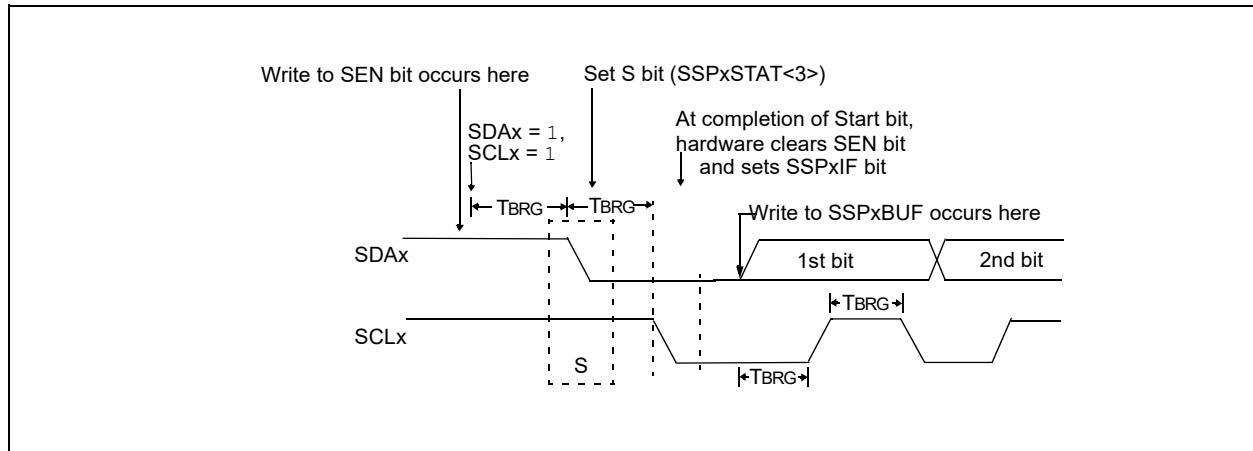 Write to SEN bit occurs here
Set S bit (SSPxSTAT<3>)
SDAx = 1,
SCLx = 1
At completion of Start bit,
hardware clears SEN bit
and sets SSPxIF bit
TBRG
TBRG
Write to SSPxBUF occurs here
SDAx
1st bit
2nd bit
TBRG
SCLx
S
TBRG